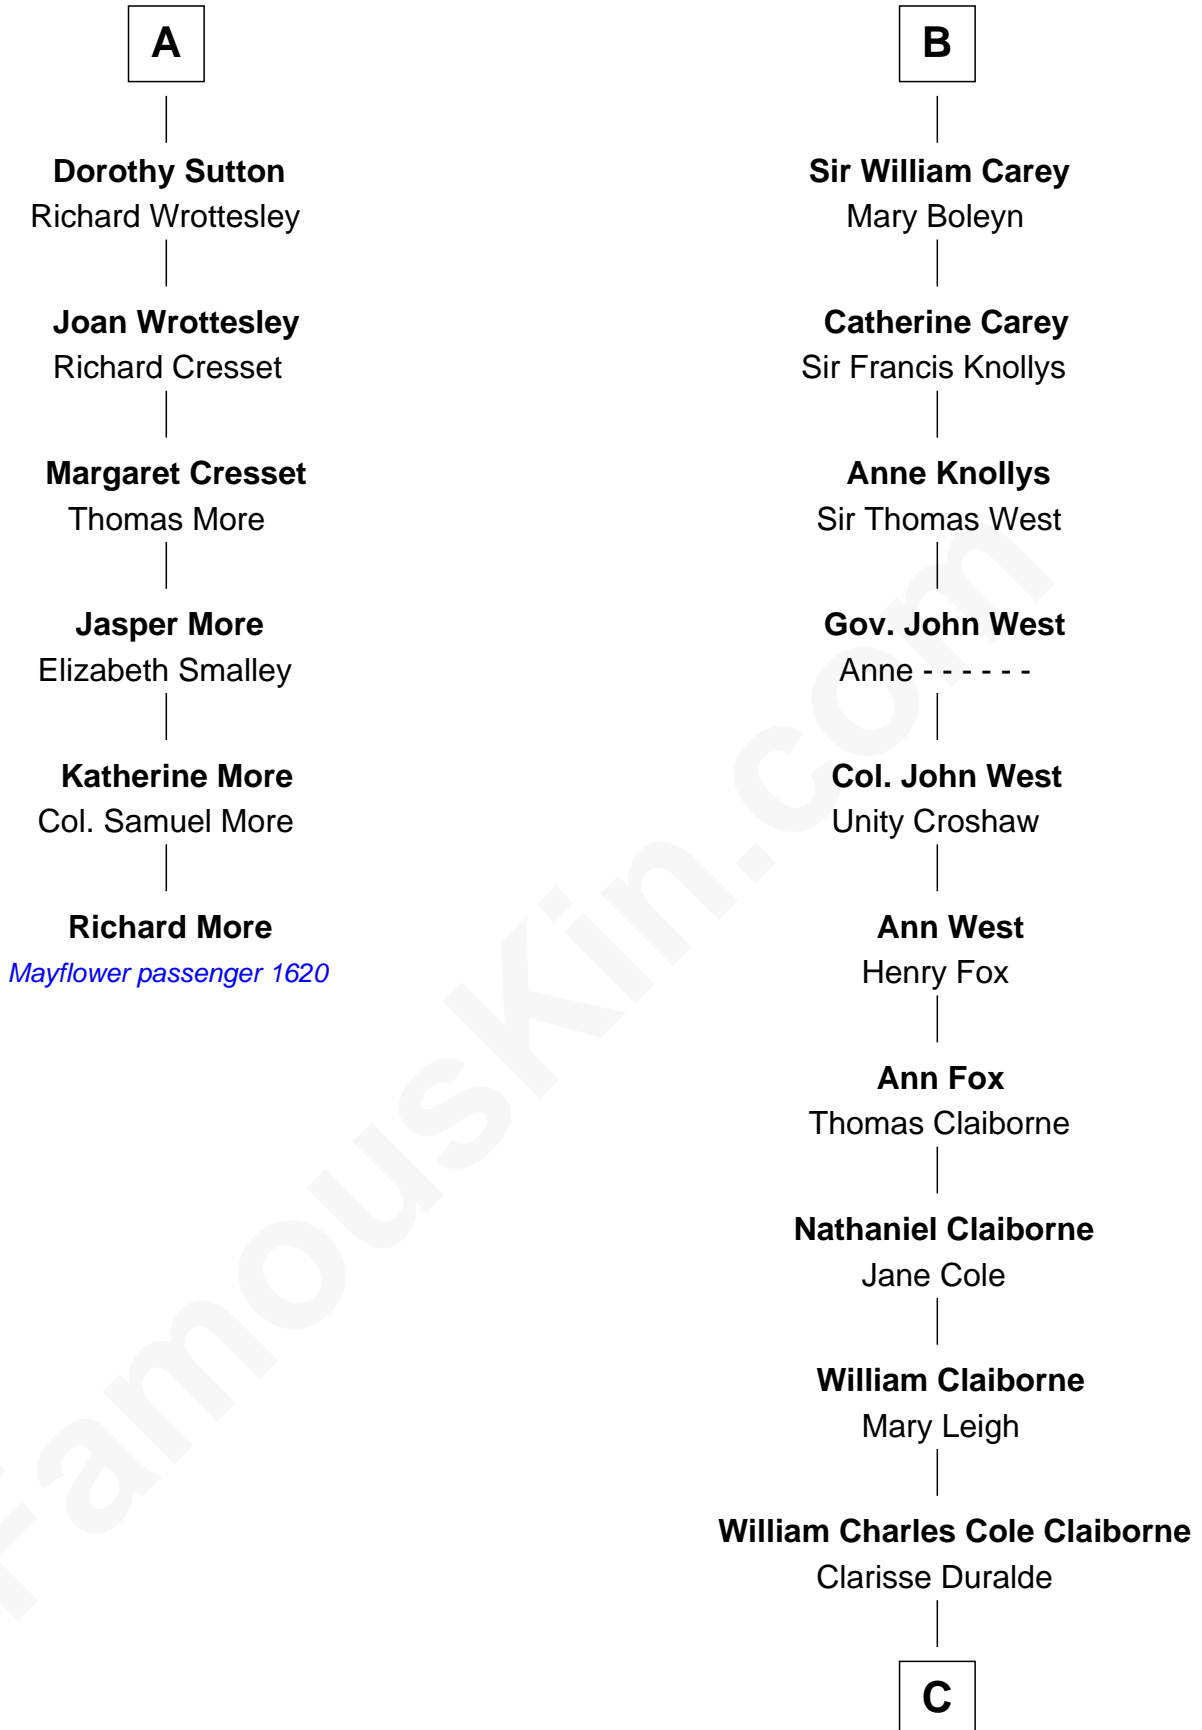 A
Dorothy Sutton
Richard Wrottesley
Joan Wrottesley
Richard Cresset
Margaret Cresset
Thomas More
Jasper More
Elizabeth Smalley
Katherine More
Col. Samuel More
Richard More
Mayflower passenger 1620
B
Sir William Carey
Mary Boleyn
Catherine Carey
Sir Francis Knollys
Anne Knollys
Sir Thomas West
Gov. John West
Anne - - - - - -
Col. John West
Unity Croshaw
Ann West
Henry Fox
Ann Fox
Thomas Claiborne
Nathaniel Claiborne
Jane Cole
William Claiborne
Mary Leigh
William Charles Cole Claiborne
Clarisse Duralde
C
FamousKin.com